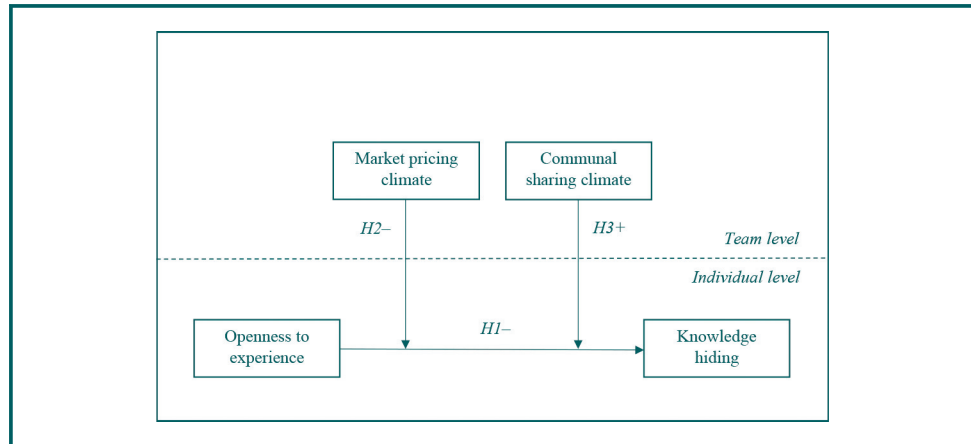 Market pricing
climate
Communal
sharing climate
H2–
H3+
Team level
Individual level
H1–
Openness to
experience
Knowledge
hiding